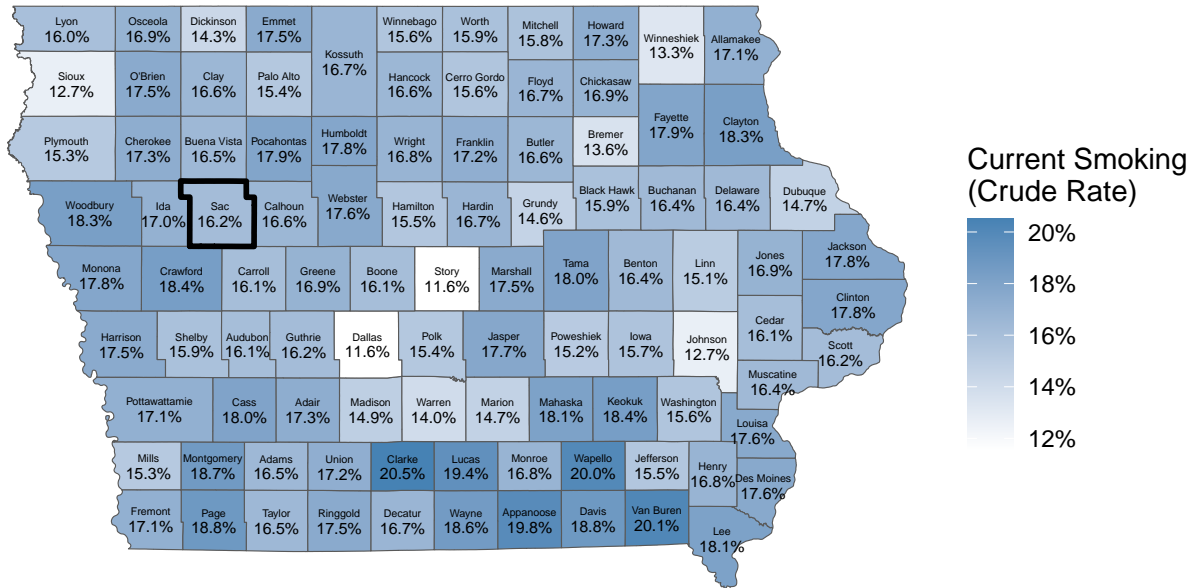 Lyon
16.0%
Osceola
16.9%
Dickinson
14.3%
Emmet
17.5%
Kossuth
16.7%
Winnebago
15.6%
Worth
15.9%
Mitchell
15.8%
Howard
17.3%
Winneshiek
13.3%
Allamakee
17.1%
Sioux
12.7%
O'Brien
17.5%
Clay
16.6%
Palo Alto
15.4%
Hancock
16.6%
Cerro Gordo
15.6%
Floyd
16.7%
Chickasaw
16.9%
Fayette
17.9%
Clayton
18.3%
Plymouth
15.3%
Cherokee
17.3%
Buena Vista
16.5%
Pocahontas
17.9%
Humboldt
17.8%
Wright
16.8%
Franklin
17.2%
Butler
16.6%
Bremer
13.6%
Woodbury
18.3%
Ida
17.0%
Sac
16.2%
Calhoun
16.6%
Webster
17.6%
Hamilton
15.5%
Hardin
16.7%
Grundy
14.6%
Black Hawk
15.9%
Buchanan
16.4%
Delaware
16.4%
Dubuque
14.7%
Monona
17.8%
Crawford
18.4%
Carroll
16.1%
Greene
16.9%
Boone
16.1%
Story
11.6%
Marshall
17.5%
Tama
18.0%
Benton
16.4%
Linn
15.1%
Jones
16.9%
Jackson
17.8%
Clinton
17.8%
Harrison
17.5%
Shelby
15.9%
Audubon
16.1%
Guthrie
16.2%
Dallas
11.6%
Polk
15.4%
Jasper
17.7%
Poweshiek
15.2%
Iowa
15.7%
Johnson
12.7%
Cedar
16.1%
Scott
16.2%
Muscatine
16.4%
Pottawattamie
17.1%
Cass
18.0%
Adair
17.3%
Madison
14.9%
Warren
14.0%
Marion
14.7%
Mahaska
18.1%
Keokuk
18.4%
Washington
15.6%
Louisa
17.6%
Mills
15.3%
Montgomery
18.7%
Adams
16.5%
Union
17.2%
Clarke
20.5%
Lucas
19.4%
Monroe
16.8%
Wapello
20.0%
Jefferson
15.5%
Henry
16.8%
Des Moines
17.6%
Fremont
17.1%
Page
18.8%
Taylor
16.5%
Ringgold
17.5%
Decatur
16.7%
Wayne
18.6%
Appanoose
19.8%
Davis
18.8%
Van Buren
20.1%
Lee
18.1%
Current Smoking
(Crude Rate)
20%
18%
16%
14%
12%